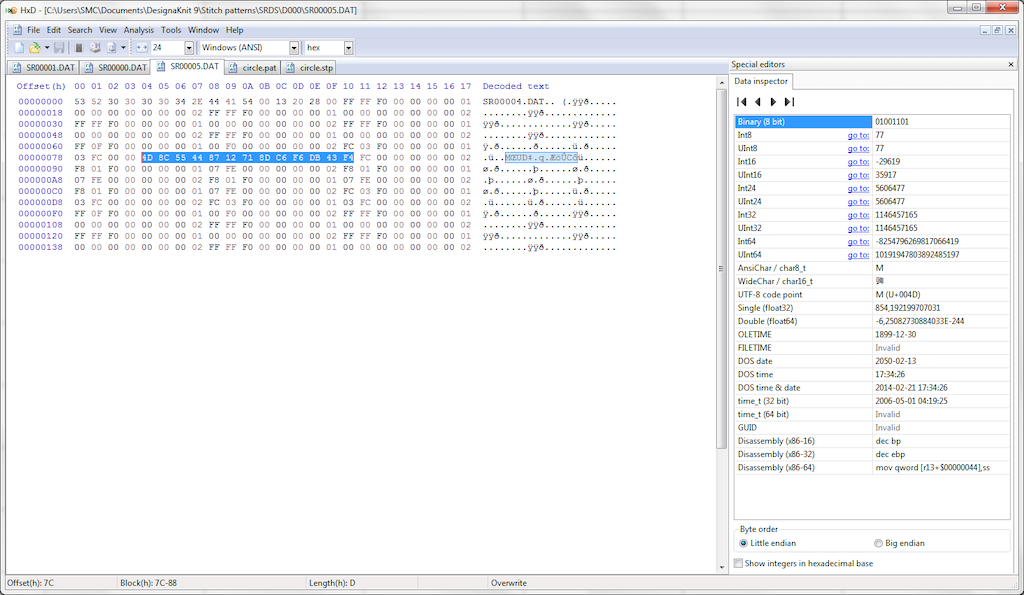 HxD - [C:\Users\SMC\Documents\DesignaKnit 9\Stitch patterns\SRDS\D000\SR00005.DAT]
File Edit Search View Analysis Tools Window Help
24 Windows (ANSI) hex
SR00001.DAT SR00000.DAT SR00005.DAT circle.pat circle.stp
Offset(h) 00 01 02 03 04 05 06 07 08 09 0A 0B 0C 0D 0E 0F 10 11 12 13 14 15 16 17 Decoded text
00000000 53 52 30 30 30 30 34 2E 44 41 54 00 13 20 28 00 FF FF F0 00 00 00 00 01 SR00004.DAT.. (.ÿÿð.....
00000018 00 00 00 00 00 00 02 FF FF F0 00 00 00 00 01 00 00 00 00 00 00 00 00 02 .......ÿÿð..............
00000030 FF FF F0 00 00 00 00 01 00 00 00 00 00 00 00 02 FF FF F0 00 00 00 00 01 ÿÿð.............ÿÿð.....
00000048 00 00 00 00 00 00 02 FF FF F0 00 00 00 00 01 00 00 00 00 00 00 00 00 02 .......ÿÿð..............
00000060 FF 0F F0 00 00 00 00 01 00 00 00 00 00 00 00 02 FC 03 F0 00 00 00 00 01 ÿ.ð.............ü.ð.....
00000078 03 FC 00 00 4D 8C 55 44 87 12 71 8D C6 F6 DB 43 F4 FC 00 00 00 00 00 02 .ü..MŒUD‡.q.ÆöÛCôü......
00000090 F8 01 F0 00 00 00 00 01 07 FE 00 00 00 00 00 02 F8 01 F0 00 00 00 00 01 ø.ð......þ......ø.ð.....
000000A8 07 FE 00 00 00 00 02 F8 01 F0 00 00 00 00 01 07 FE 00 00 00 00 00 00 02 .þ.....ø.ð......þ.......
000000C0 F8 01 F0 00 00 00 00 01 07 FE 00 00 00 00 00 02 FC 03 F0 00 00 00 00 01 ø.ð......þ......ü.ð.....
000000D8 03 FC 00 00 00 00 02 FC 03 F0 00 00 00 00 01 03 FC 00 00 00 00 00 00 02 .ü.....ü.ð......ü.......
000000F0 FF 0F F0 00 00 00 00 01 00 F0 00 00 00 00 00 02 FF FF F0 00 00 00 00 01 ÿ.ð......ð......ÿÿð.....
00000108 00 00 00 00 00 00 02 FF FF F0 00 00 00 00 01 00 00 00 00 00 00 00 00 02 .......ÿÿð..............
00000120 FF FF F0 00 00 00 00 01 00 00 00 00 00 00 00 02 FF FF F0 00 00 00 00 01 ÿÿð.............ÿÿð.....
00000138 00 00 00 00 00 00 02 FF FF F0 00 00 00 00 01 00 00 00 00 00 00 00 00 02 .......ÿÿð..............
Special editors
Data inspector
Binary (8 bit) 01001101
Int8 go to: 77
UInt8 go to: 77
Int16 go to: -29619
UInt16 go to: 35917
Int24 go to: 5606477
UInt24 go to: 5606477
Int32 go to: 1146457165
UInt32 go to: 1146457165
Int64 go to: -8254796269817066419
UInt64 go to: 10191947803892485197
AnsiChar / char8_t M
WideChar / char16_t
UTF-8 code point M (U+004D)
Single (float32) 854,192199707031
Double (float64) -6,25082730884033E-244
OLETIME 1899-12-30
FILETIME Invalid
DOS date 2050-02-13
DOS time 17:34:26
DOS time & date 2014-02-21 17:34:26
time_t (32 bit) 2006-05-01 04:19:25
time_t (64 bit) Invalid
GUID Invalid
Disassembly (x86-16) dec bp
Disassembly (x86-32) dec ebp
Disassembly (x86-64) mov qword [r13+$00000044],ss
Byte order
Little endian Big endian
Show integers in hexadecimal base
Offset(h): 7C Block(h): 7C-88 Length(h): D Overwrite